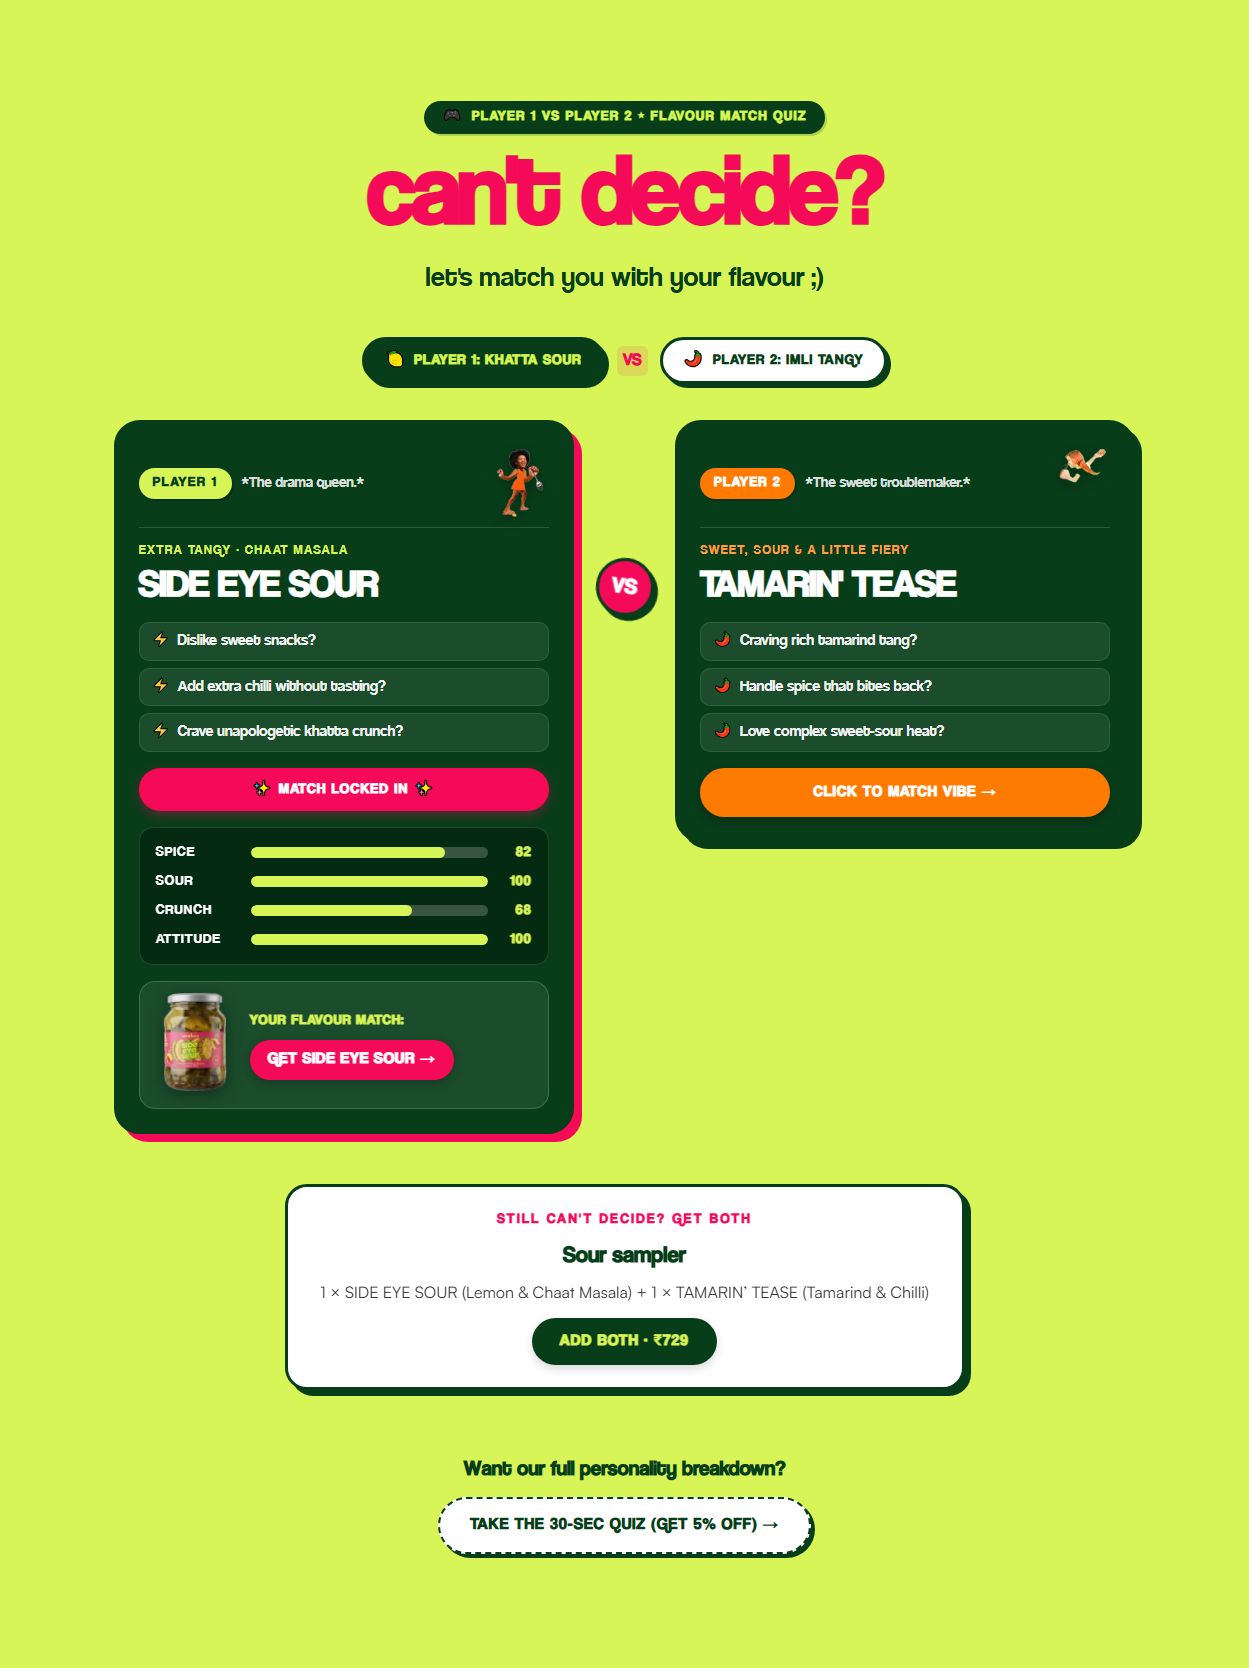 PLAYER 1 VS PLAYER 2 ★ FLAVOUR MATCH QUIZ
can't decide?
let's match you with your flavour ;)
PLAYER 1: KHATTA SOUR
VS
PLAYER 2: IMLI TANGY
PLAYER 1
*The drama queen.*
EXTRA TANGY · CHAAT MASALA
SIDE EYE SOUR
Dislike sweet snacks?
Add extra chilli without tasting?
Crave unapologetic khatta crunch?
MATCH LOCKED IN
SPICE 82
SOUR 100
CRUNCH 68
ATTITUDE 100
YOUR FLAVOUR MATCH:
GET SIDE EYE SOUR →
VS
PLAYER 2
*The sweet troublemaker.*
SWEET, SOUR & A LITTLE FIERY
TAMARIN' TEASE
Craving rich tamarind tang?
Handle spice that bites back?
Love complex sweet-sour heat?
CLICK TO MATCH VIBE →
STILL CAN'T DECIDE? GET BOTH
Sour sampler
1 × SIDE EYE SOUR (Lemon & Chaat Masala) + 1 × TAMARIN' TEASE (Tamarind & Chilli)
ADD BOTH · ₹729
Want our full personality breakdown?
TAKE THE 30-SEC QUIZ (GET 5% OFF) →